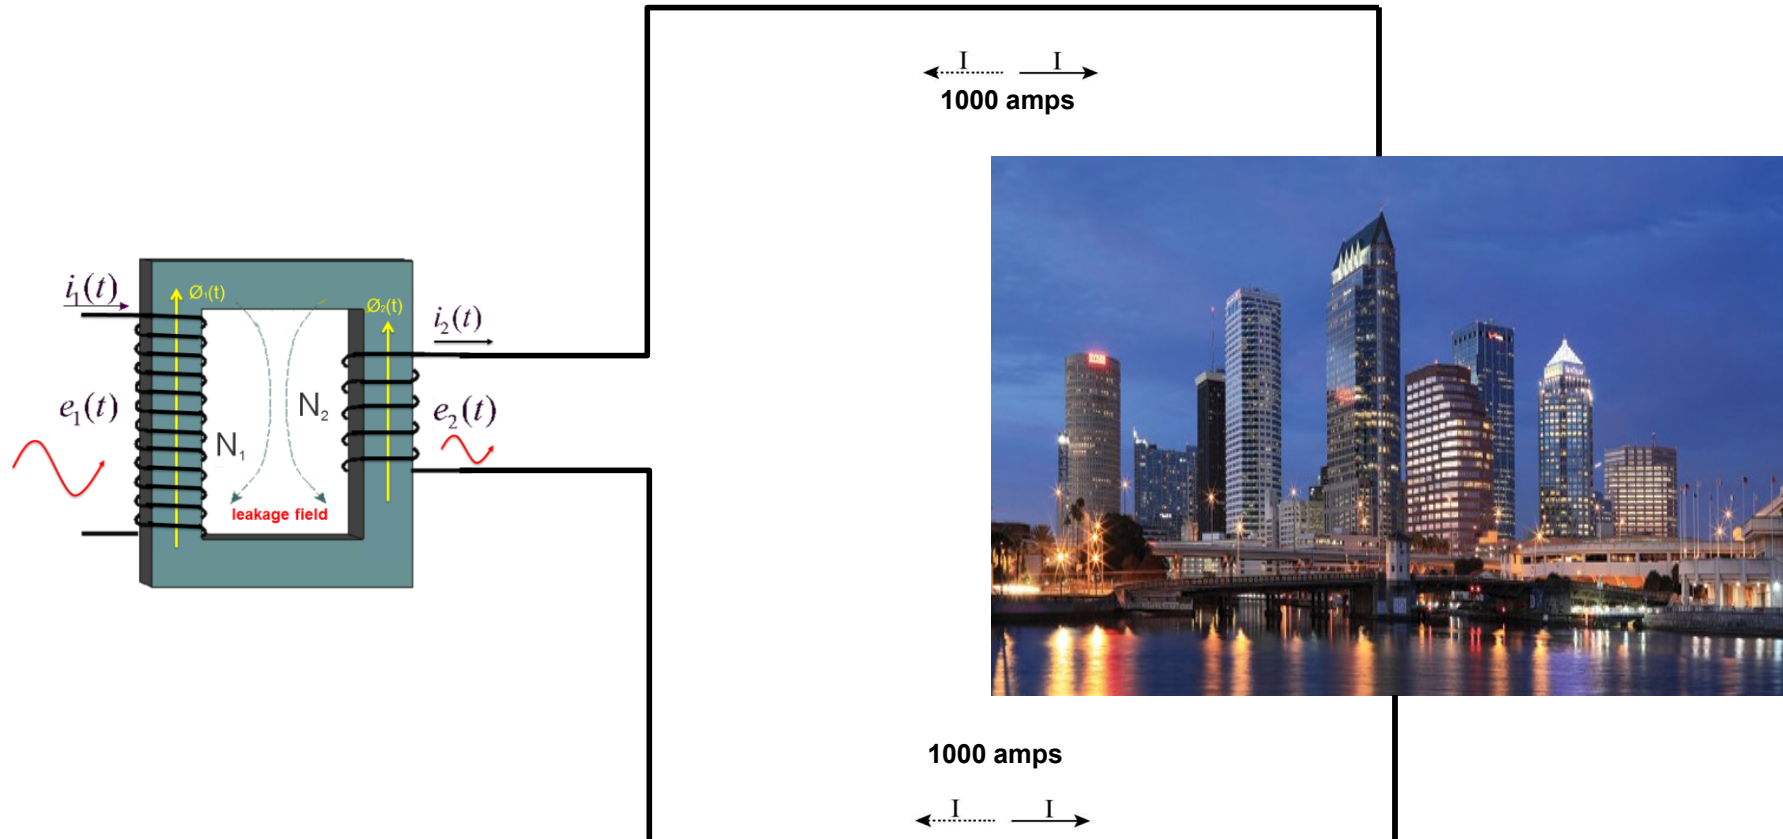 I I
1000 amps
i₁(t)
Ø₁(t)
Ø₂(t)
i₂(t)
e₁(t)
N₁
N₂
e₂(t)
leakage field
1000 amps
I I